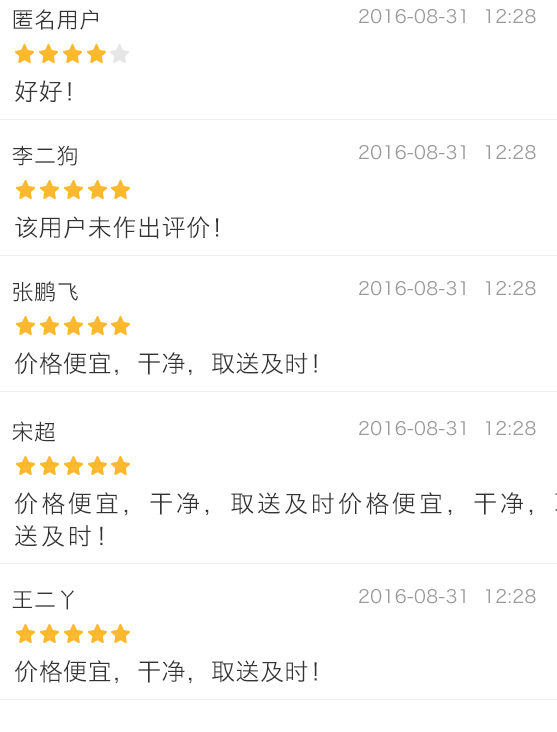 匿名用户 2016-08-31 12:28
好好！
李二狗 2016-08-31 12:28
该用户未作出评价！
张鹏飞 2016-08-31 12:28
价格便宜，干净，取送及时！
宋超 2016-08-31 12:28
价格便宜，干净，取送及时价格便宜，干净，
送及时！
王二丫 2016-08-31 12:28
价格便宜，干净，取送及时！